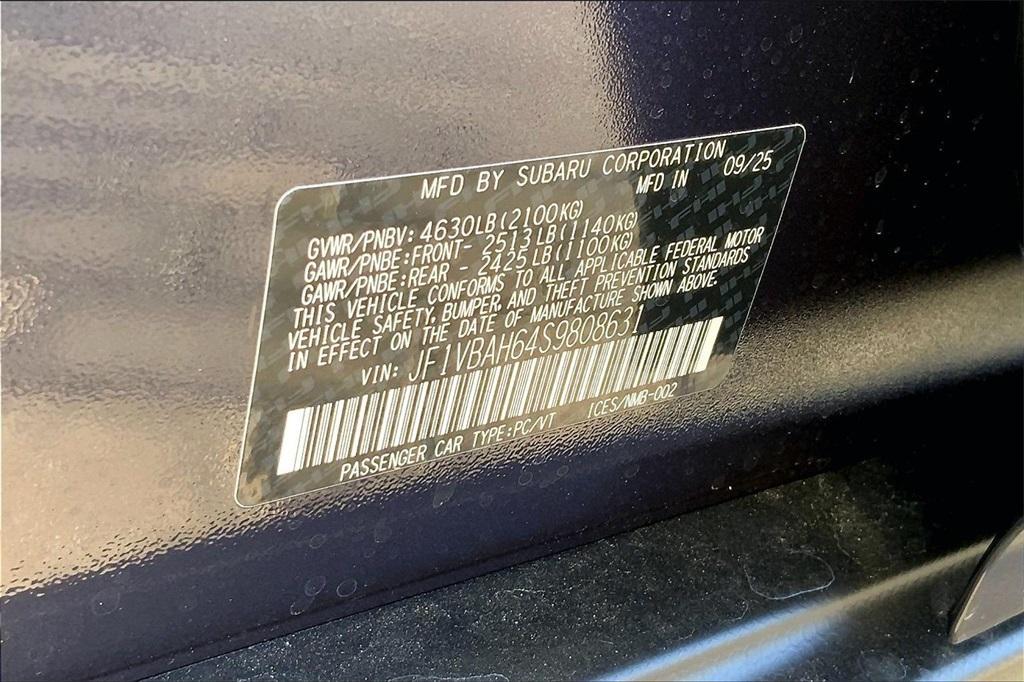 MFD BY SUBARU CORPORATION
MFD IN 09/25
GVWR/PNBV: 4630LB(2100KG)
GAWR/PNBE:FRONT- 2513LB(1140KG)
GAWR/PNBE:REAR - 2425LB(1100KG)
THIS VEHICLE CONFORMS TO ALL APPLICABLE FEDERAL MOTOR
VEHICLE SAFETY, BUMPER, AND THEFT PREVENTION STANDARDS
IN EFFECT ON THE DATE OF MANUFACTURE SHOWN ABOVE.
VIN: JF1VBAH64S9808631
PASSENGER CAR TYPE:PC/VT ICES/NMB-002